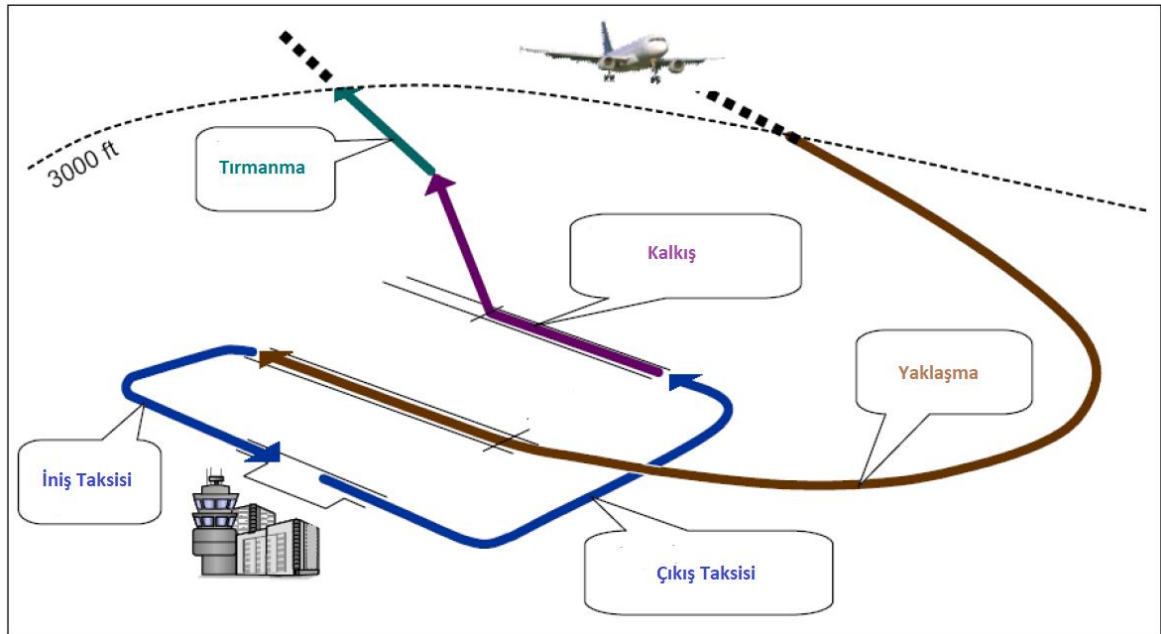 3000 ft
Tırmanma
Kalkış
Yaklaşma
İniş Taksisi
Çıkış Taksisi